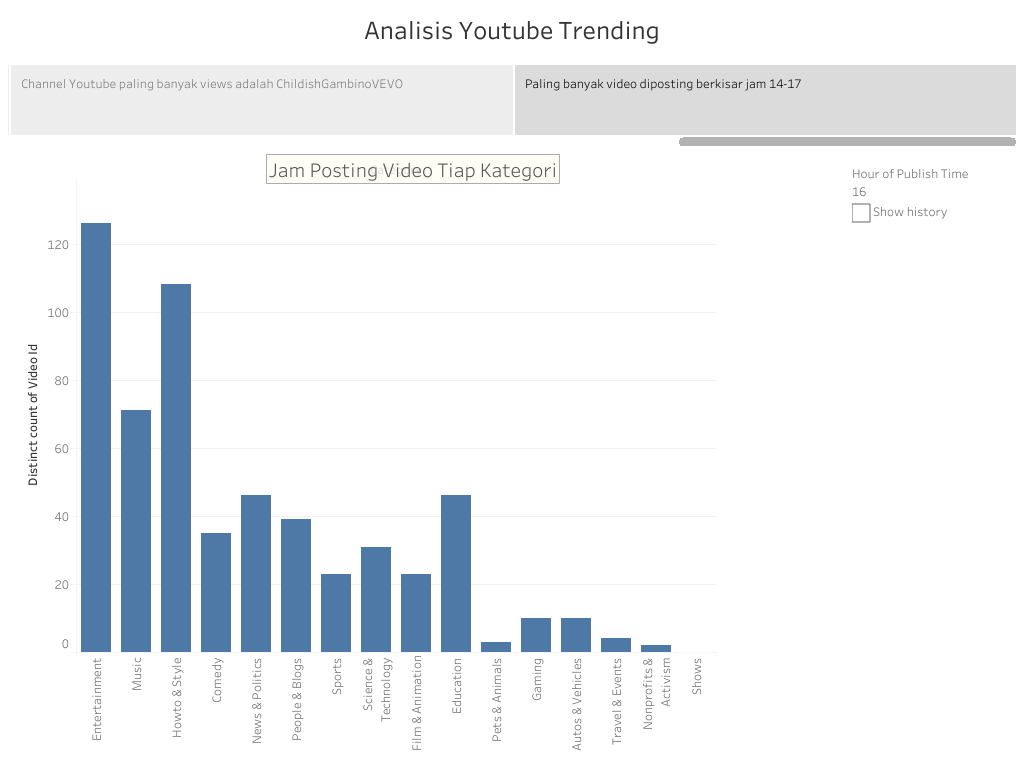 Analisis Youtube Trending
Channel Youtube paling banyak views adalah ChildishGambinoVEVO
Paling banyak video diposting berkisar jam 14-17
Jam Posting Video Tiap Kategori
Hour of Publish Time
16
Show history
Distinct count of Video Id
120
100
80
60
40
20
0
Entertainment
Music
Howto & Style
Comedy
News & Politics
People & Blogs
Sports
Science &
Technology
Film & Animation
Education
Pets & Animals
Gaming
Autos & Vehicles
Travel & Events
Nonprofits &
Activism
Shows